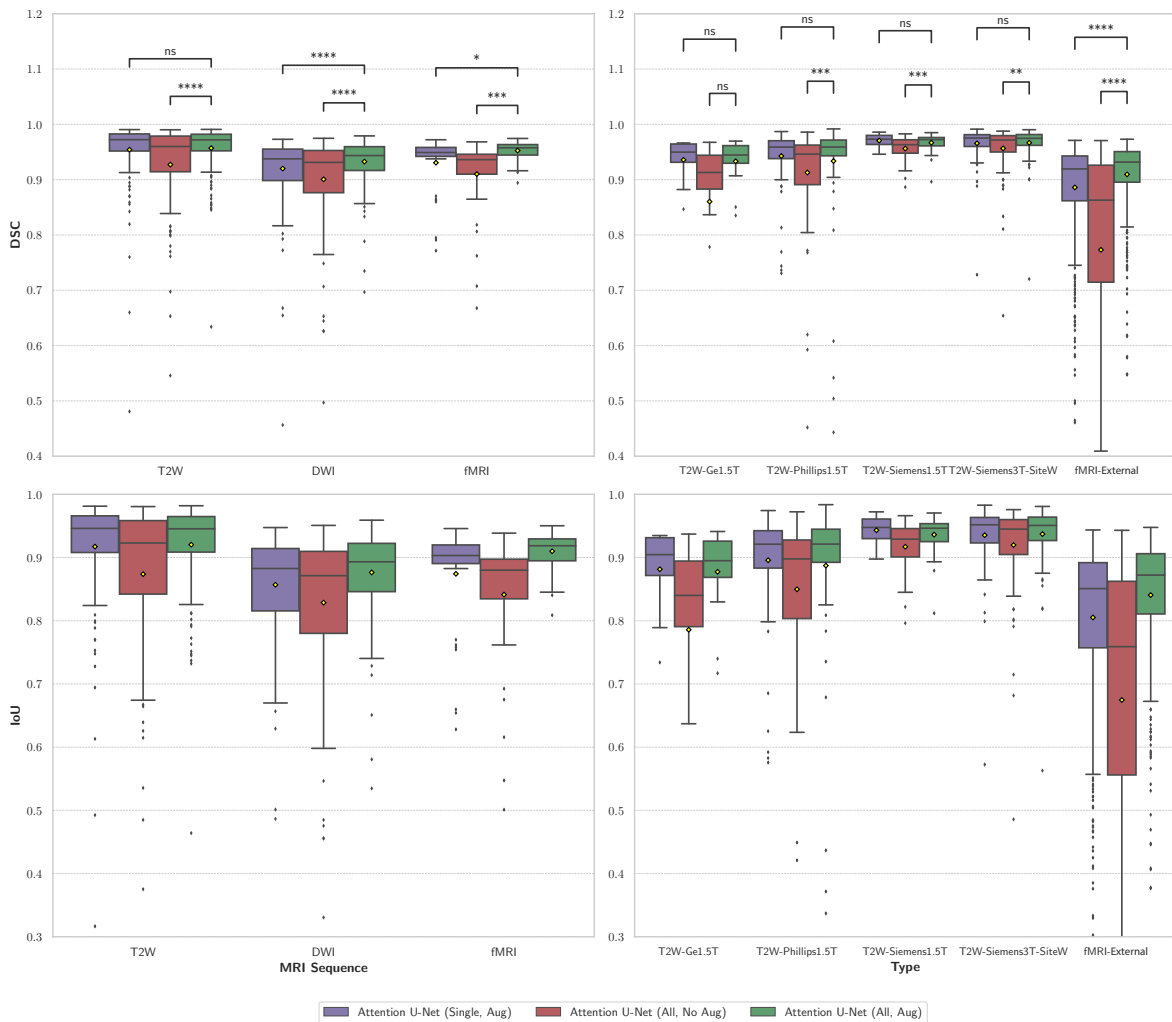 1.2
1.1
1.0
0.9
0.8
0.7
0.6
0.5
0.4
DSC
ns
****
*
****
****
***
T2W
DWI
fMRI
1.2
1.1
1.0
0.9
0.8
0.7
0.6
0.5
0.4
ns
ns
ns
ns
****
ns
***
***
**
****
T2W-Ge1.5T
T2W-Phillips1.5T
T2W-Siemens1.5T
T2W-Siemens3T-SiteW
fMRI-External
1.0
0.9
0.8
0.7
0.6
0.5
0.4
0.3
IoU
T2W
DWI
fMRI
MRI Sequence
1.0
0.9
0.8
0.7
0.6
0.5
0.4
0.3
T2W-Ge1.5T
T2W-Phillips1.5T
T2W-Siemens1.5T
T2W-Siemens3T-SiteW
fMRI-External
Type
Attention U-Net (Single, Aug)
Attention U-Net (All, No Aug)
Attention U-Net (All, Aug)